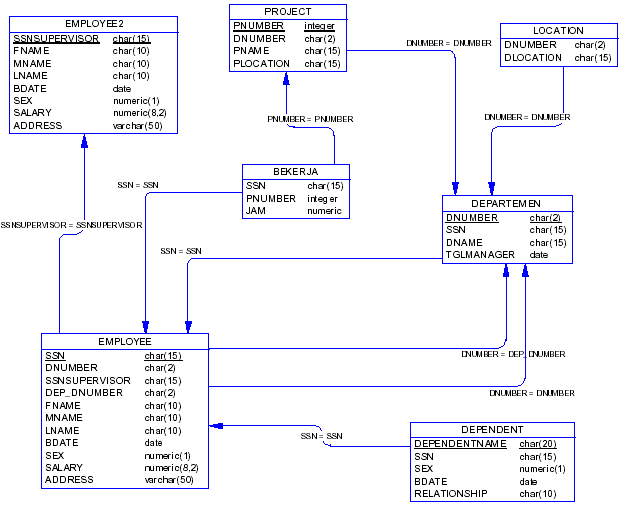 EMPLOYEE2
SSNSUPERVISOR char(15)
FNAME char(10)
MNAME char(10)
LNAME char(10)
BDATE date
SEX numeric(1)
SALARY numeric(8,2)
ADDRESS varchar(50)
PROJECT
PNUMBER integer
DNUMBER char(2)
PNAME char(15)
PLOCATION char(15)
LOCATION
DNUMBER char(2)
DLOCATION char(15)
DNUMBER = DNUMBER
PNUMBER = PNUMBER
DNUMBER = DNUMBER
BEKERJA
SSN char(15)
PNUMBER integer
JAM numeric
SSN = SSN
DEPARTEMEN
DNUMBER char(2)
SSN char(15)
DNAME char(15)
TGLMANAGER date
SSNSUPERVISOR = SSNSUPERVISOR
SSN = SSN
EMPLOYEE
SSN char(15)
DNUMBER char(2)
SSNSUPERVISOR char(15)
DEP_DNUMBER char(2)
FNAME char(10)
MNAME char(10)
LNAME char(10)
BDATE date
SEX numeric(1)
SALARY numeric(8,2)
ADDRESS varchar(50)
DNUMBER = DEP_DNUMBER
DNUMBER = DNUMBER
SSN = SSN
DEPENDENT
DEPENDENTNAME char(20)
SSN char(15)
SEX numeric(1)
BDATE date
RELATIONSHIP char(10)